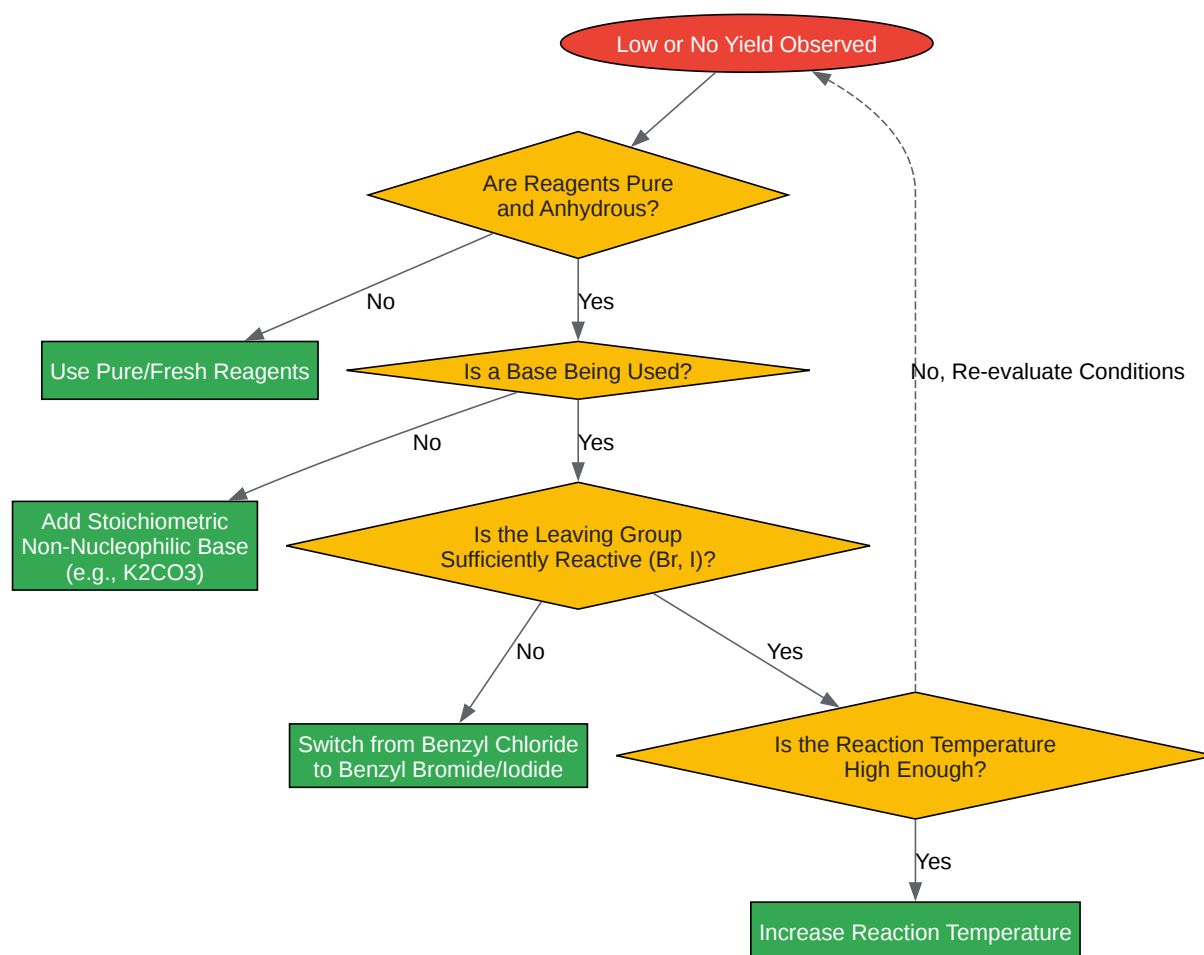 Low or No Yield Observed
Are Reagents Pure
and Anhydrous?
No
Yes
Use Pure/Fresh Reagents
Is a Base Being Used?
No, Re-evaluate Conditions
No
Yes
Add Stoichiometric
Non-Nucleophilic Base
(e.g., K2CO3)
Is the Leaving Group
Sufficiently Reactive (Br, I)?
No
Yes
Switch from Benzyl Chloride
to Benzyl Bromide/Iodide
Is the Reaction Temperature
High Enough?
Yes
Increase Reaction Temperature